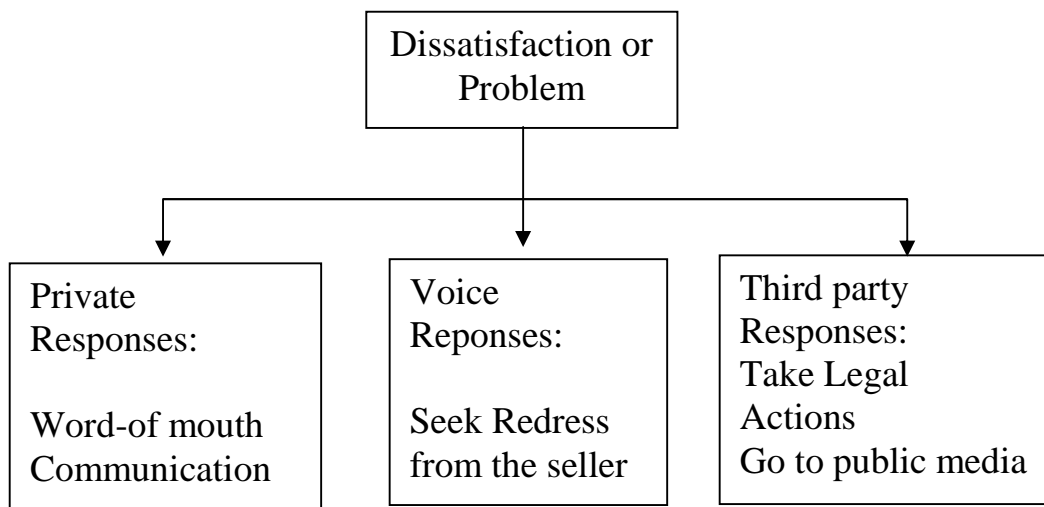 Dissatisfaction or
Problem
Private
Responses:
Word-of mouth
Communication
Voice
Reponses:
Seek Redress
from the seller
Third party
Responses:
Take Legal
Actions
Go to public media